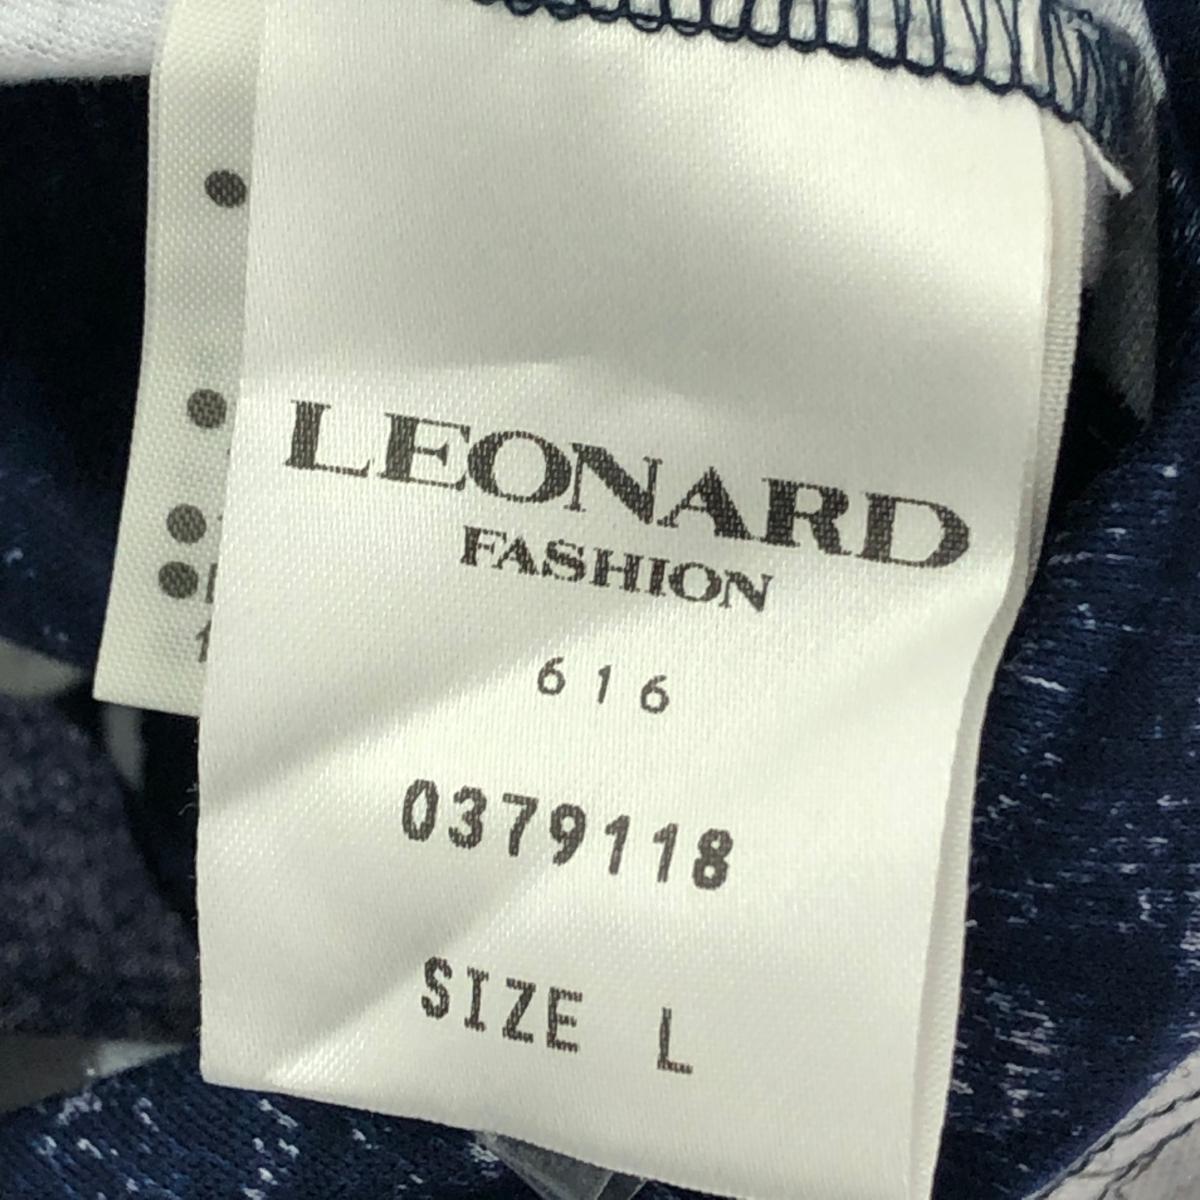 LEONARD
FASHION
616
0379118
SIZE L